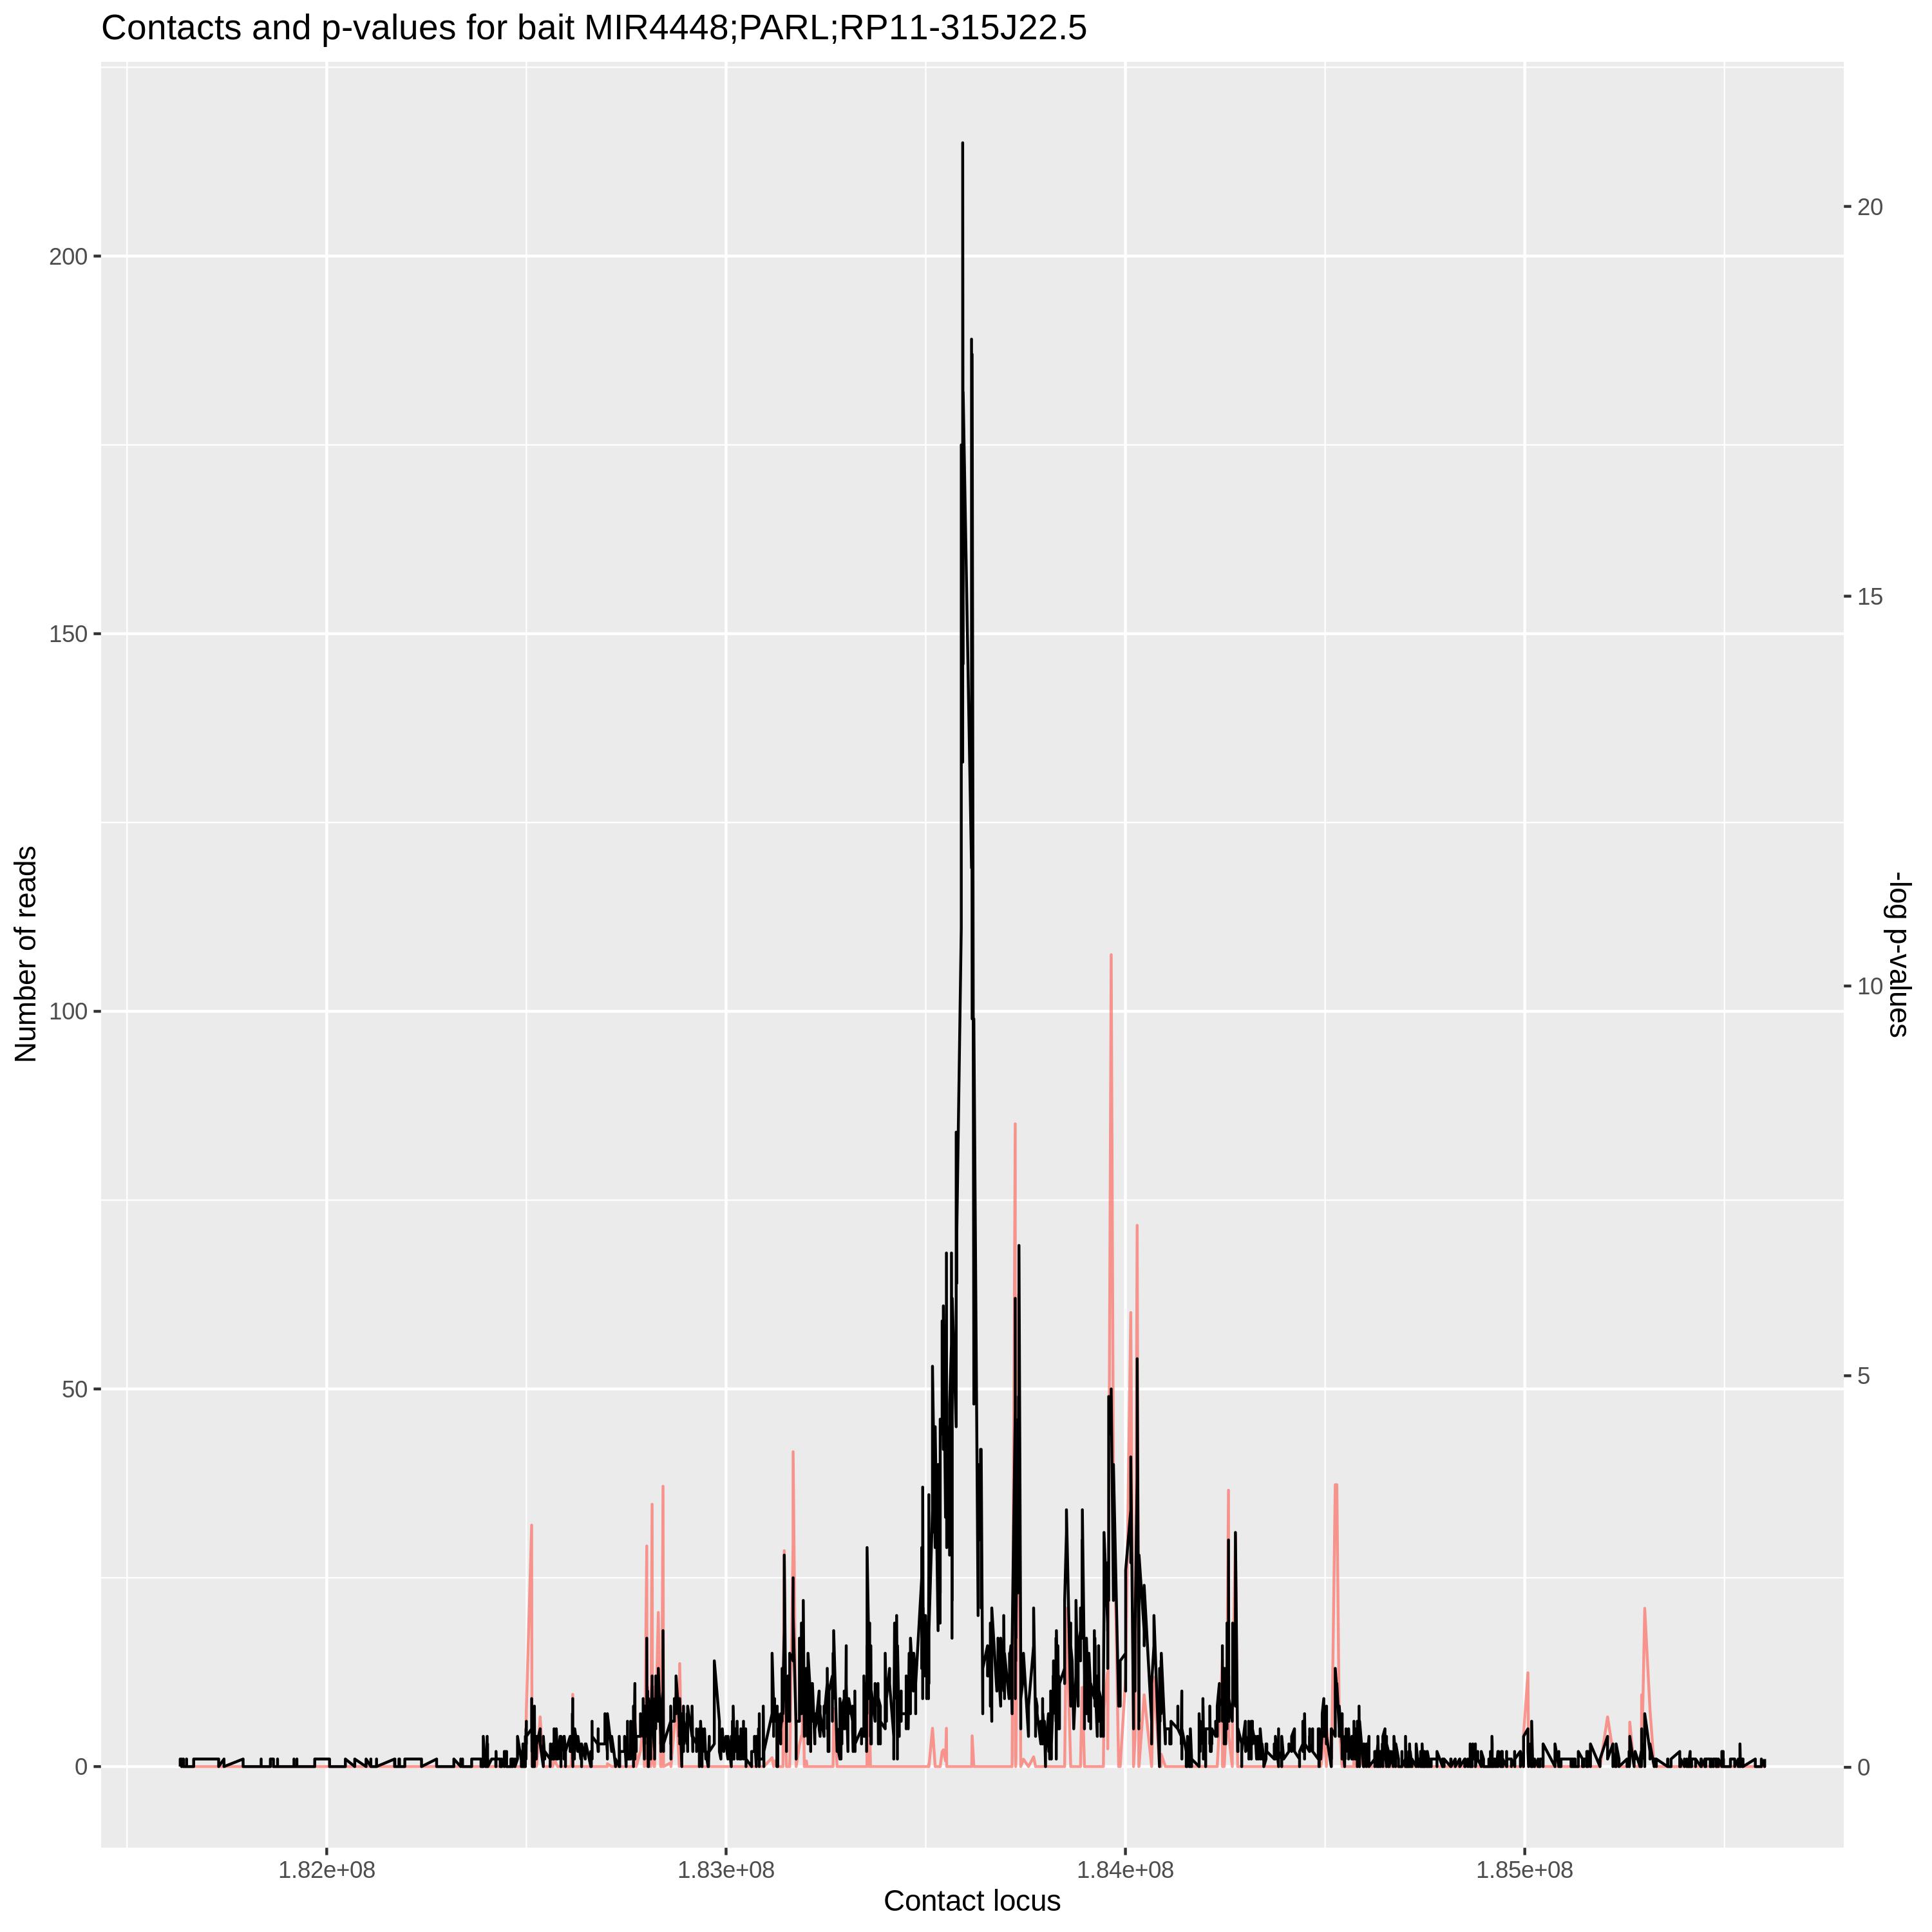 Contacts and p-values for bait MIR4448;PARL;RP11-315J22.5
Number of reads
200
150
100
50
0
20
15
10
5
0
-log p-values
1.82e+08
1.83e+08
1.84e+08
1.85e+08
Contact locus